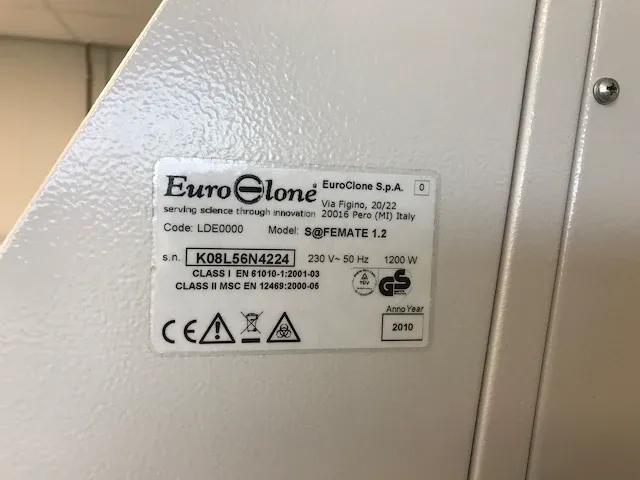 EuroClone® EuroClone S.p.A. 0
serving science through innovation
Via Figino, 20/22
20016 Pero (MI) Italy
Code: LDE0000 Model: S@FEMATE 1.2
s.n. K08L56N4224 230 V~ 50 Hz 1200 W
CLASS I EN 61010-1:2001-03
CLASS II MSC EN 12469:2000-05
TÜV GS
Anno Year
CE 2010